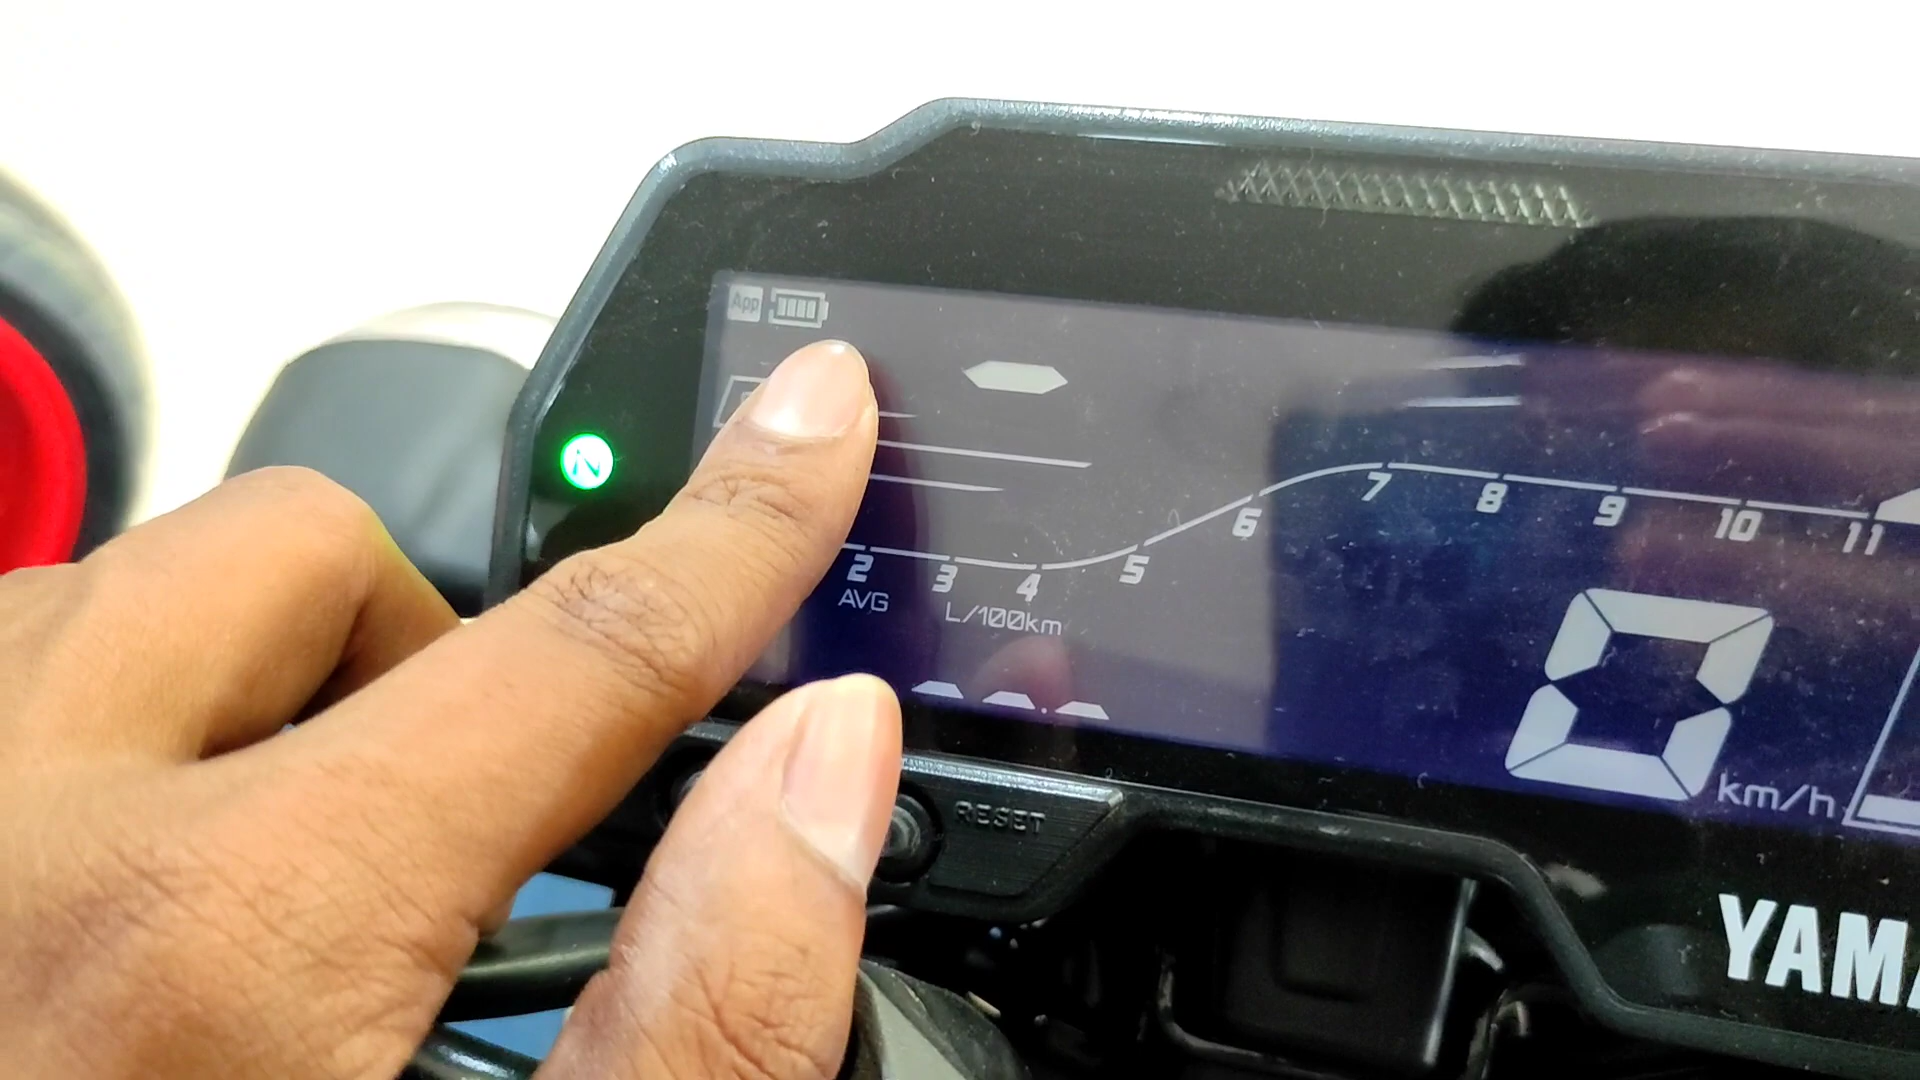 App
N
2 3 4 5 6 7 8 9 10 11
AVG L/100km
-- -.-
0 km/h
RESET
YAMA